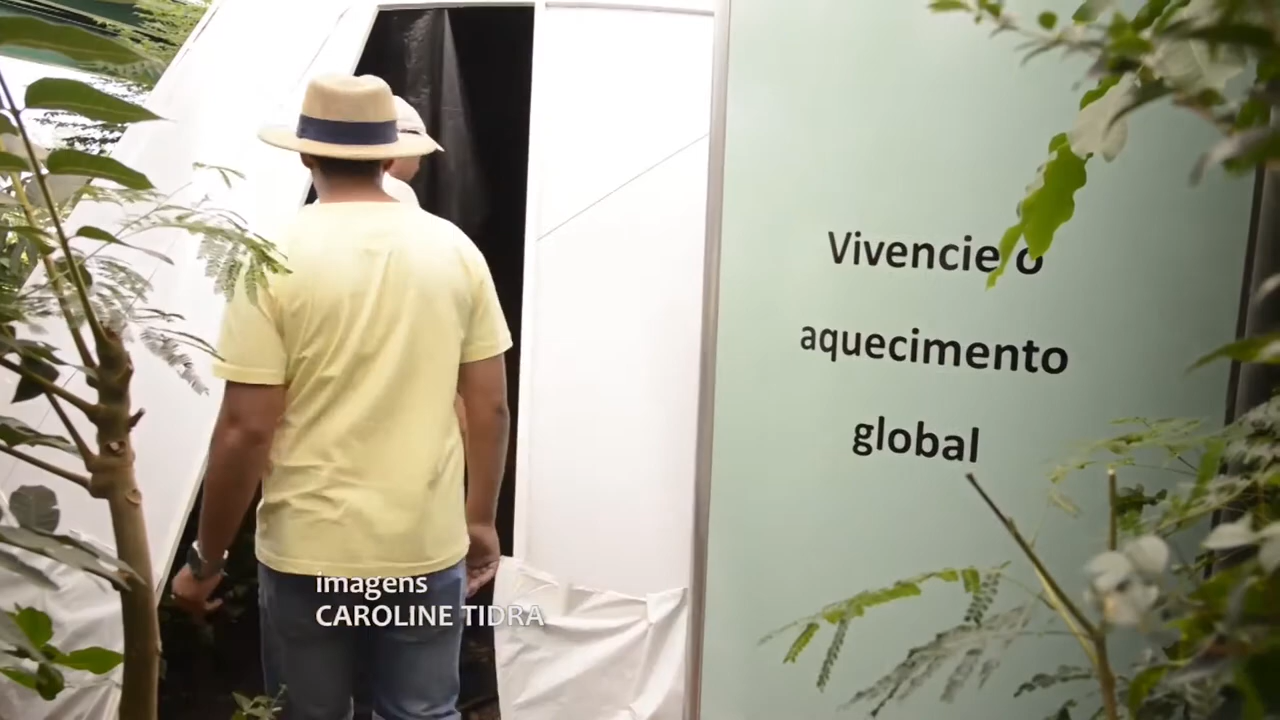 Vivencie o
aquecimento
global
imagens
CAROLINE TIDRA